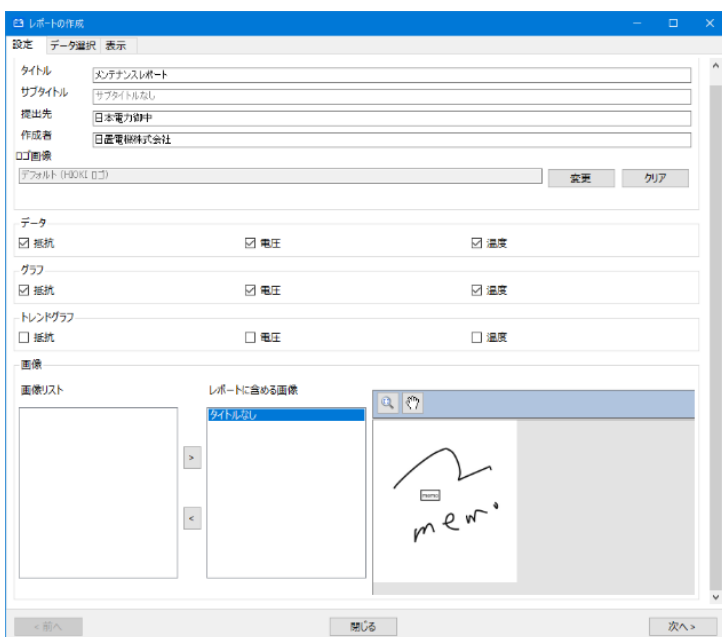 レポートの作成
設定 データ選択 表示
タイトル メンテナンスレポート
サブタイトル サブタイトルなし
提出先 日本電力御中
作成者 日置電機株式会社
ロゴ画像
デフォルト (HIOKI ロゴ) 変更 クリア
データ
抵抗 電圧 温度
グラフ
抵抗 電圧 温度
トレンドグラフ
抵抗 電圧 温度
画像
画像リスト レポートに含める画像
タイトルなし
>
<
memo
memo
< 前へ 閉じる 次へ >